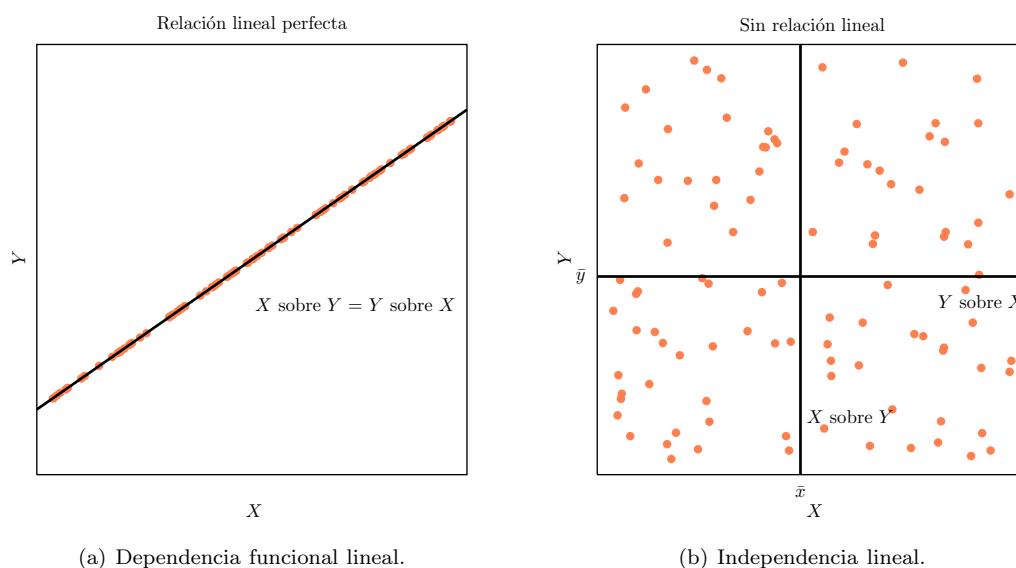 Relación lineal perfecta
Y
X sobre Y = Y sobre X
X
(a) Dependencia funcional lineal.
Sin relación lineal
Y
ȳ
Y sobre X
X sobre Y
x̄
X
(b) Independencia lineal.